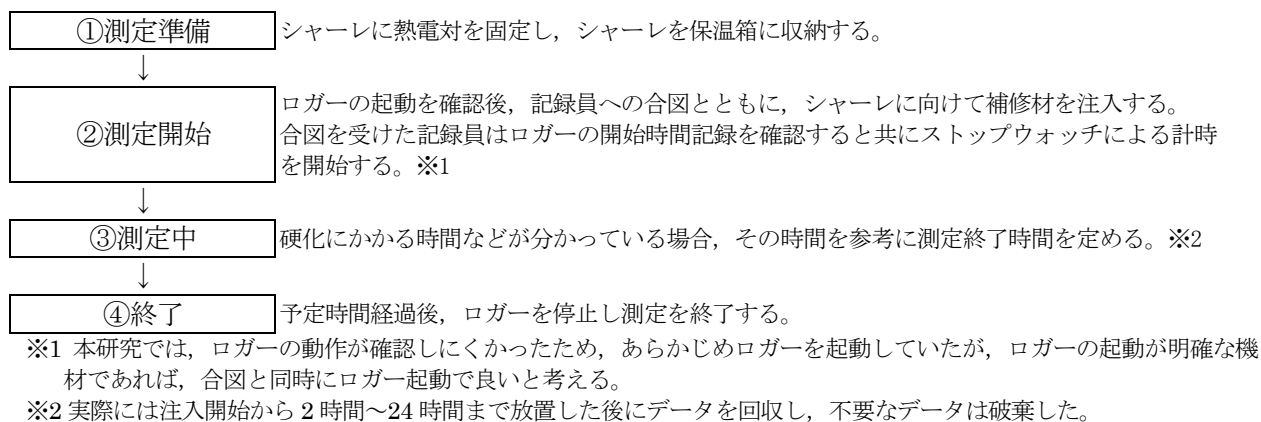 ①測定準備 シャーレに熱電対を固定し，シャーレを保温箱に収納する。
↓
ロガーの起動を確認後，記録員への合図とともに，シャーレに向けて補修材を注入する。
②測定開始 合図を受けた記録員はロガーの開始時間記録を確認すると共にストップウォッチによる計時
を開始する。※1
↓
③測定中 硬化にかかる時間などが分かっている場合，その時間を参考に測定終了時間を定める。※2
↓
④終了 予定時間経過後，ロガーを停止し測定を終了する。
※1 本研究では，ロガーの動作が確認しにくかったため，あらかじめロガーを起動していたが，ロガーの起動が明確な機
材であれば，合図と同時にロガー起動で良いと考える。
※2 実際には注入開始から 2 時間～24 時間まで放置した後にデータを回収し，不要なデータは破棄した。